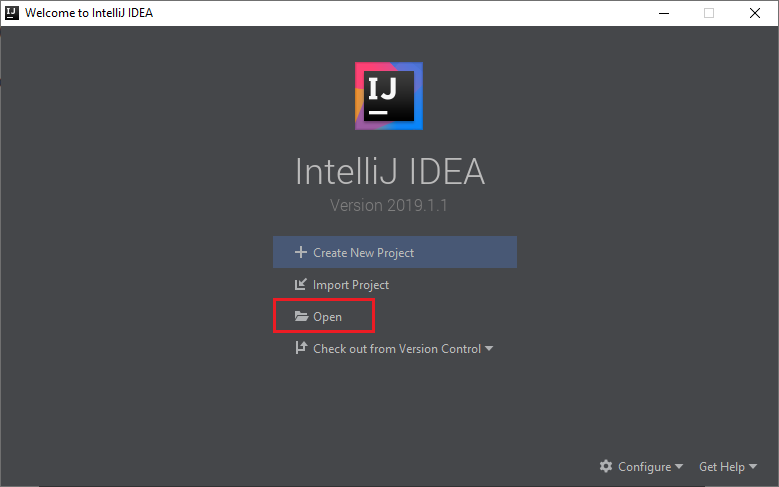 Welcome to IntelliJ IDEA
IJ
IntelliJ IDEA
Version 2019.1.1
Create New Project
Import Project
Open
Check out from Version Control
Configure
Get Help